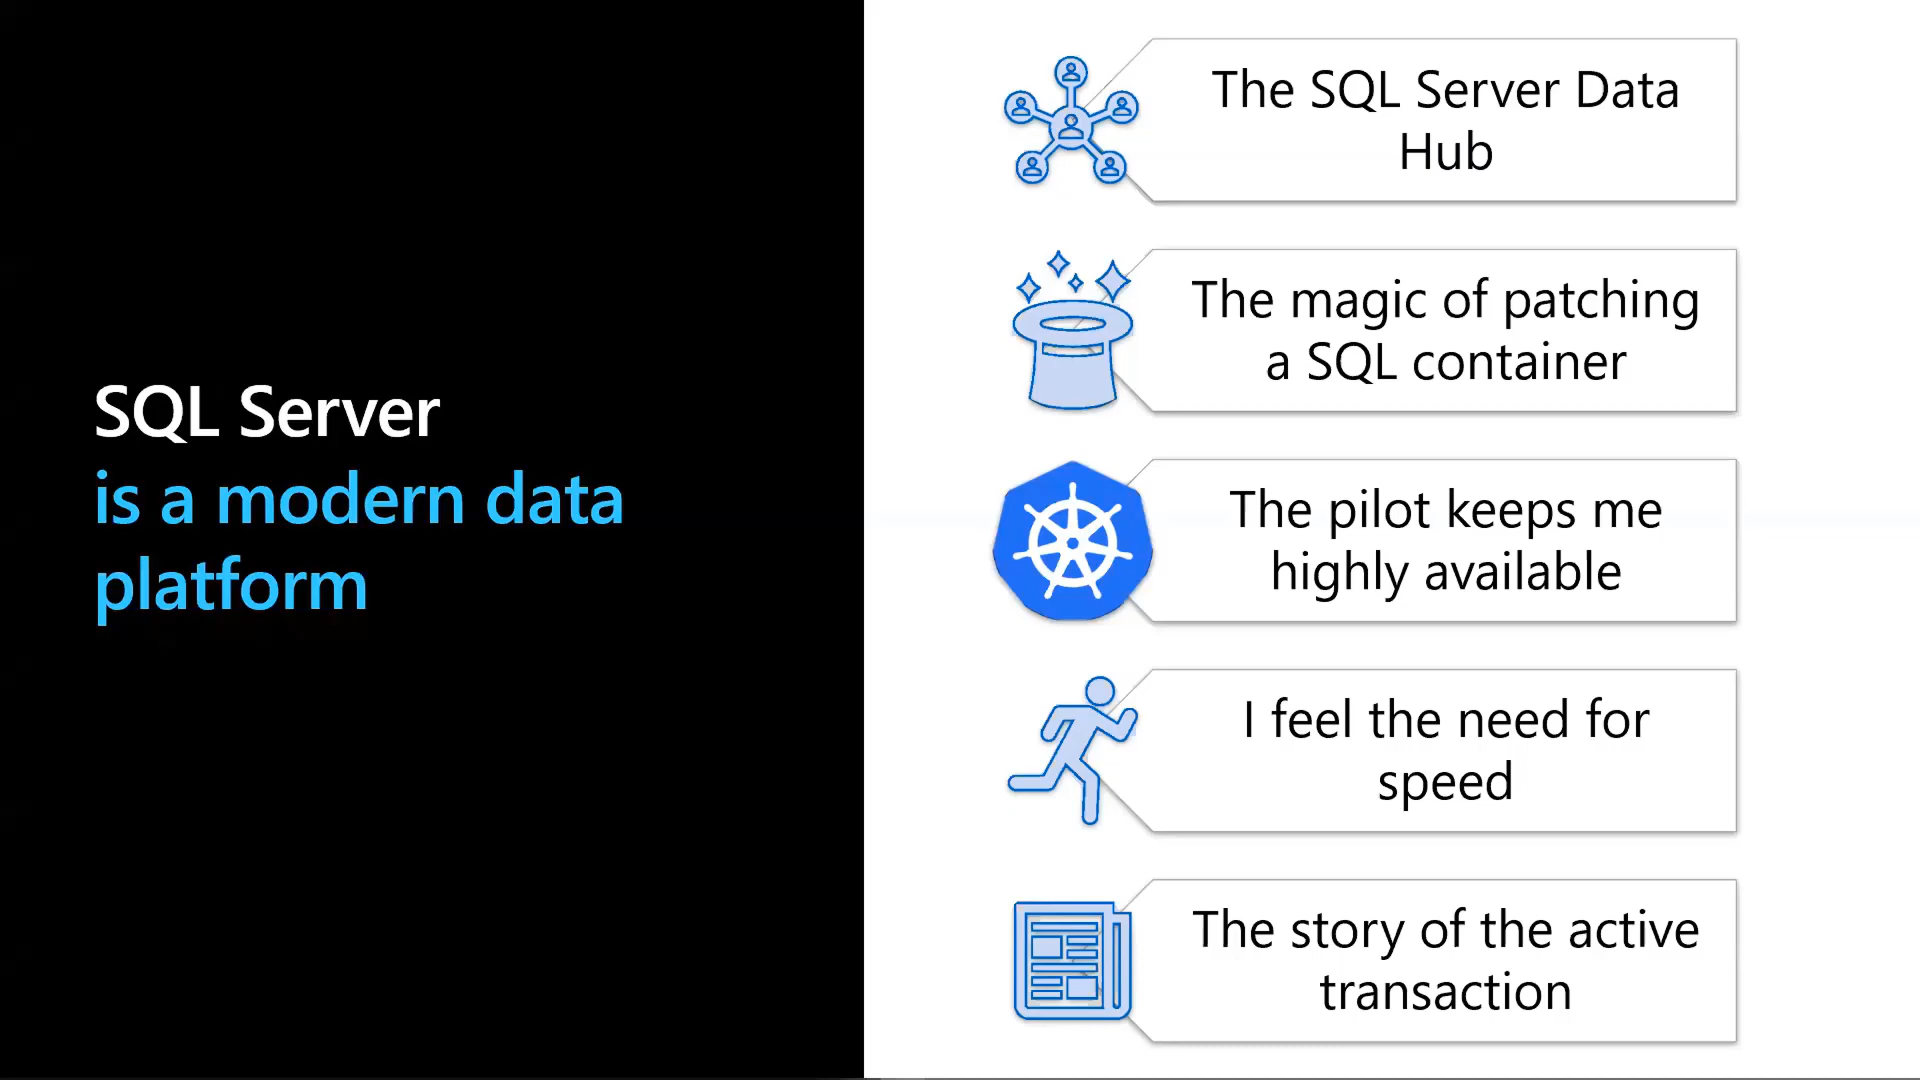 SQL Server
is a modern data
platform
The SQL Server Data
Hub
The magic of patching
a SQL container
The pilot keeps me
highly available
I feel the need for
speed
The story of the active
transaction